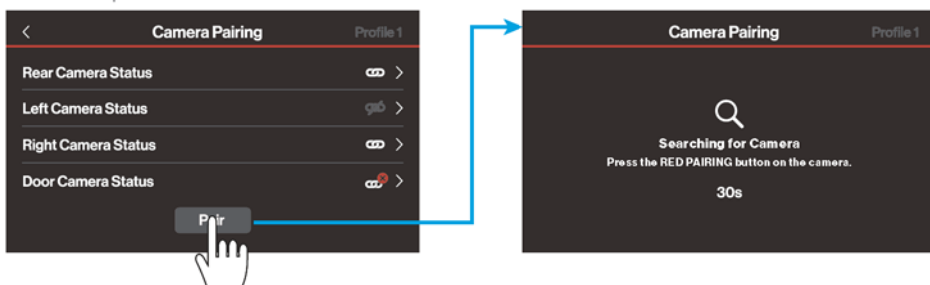 Camera Pairing
Profile 1
Rear Camera Status
Left Camera Status
Right Camera Status
Door Camera Status
Pair
Camera Pairing
Profile 1
Searching for Camera
Press the RED PAIRING button on the camera.
30s